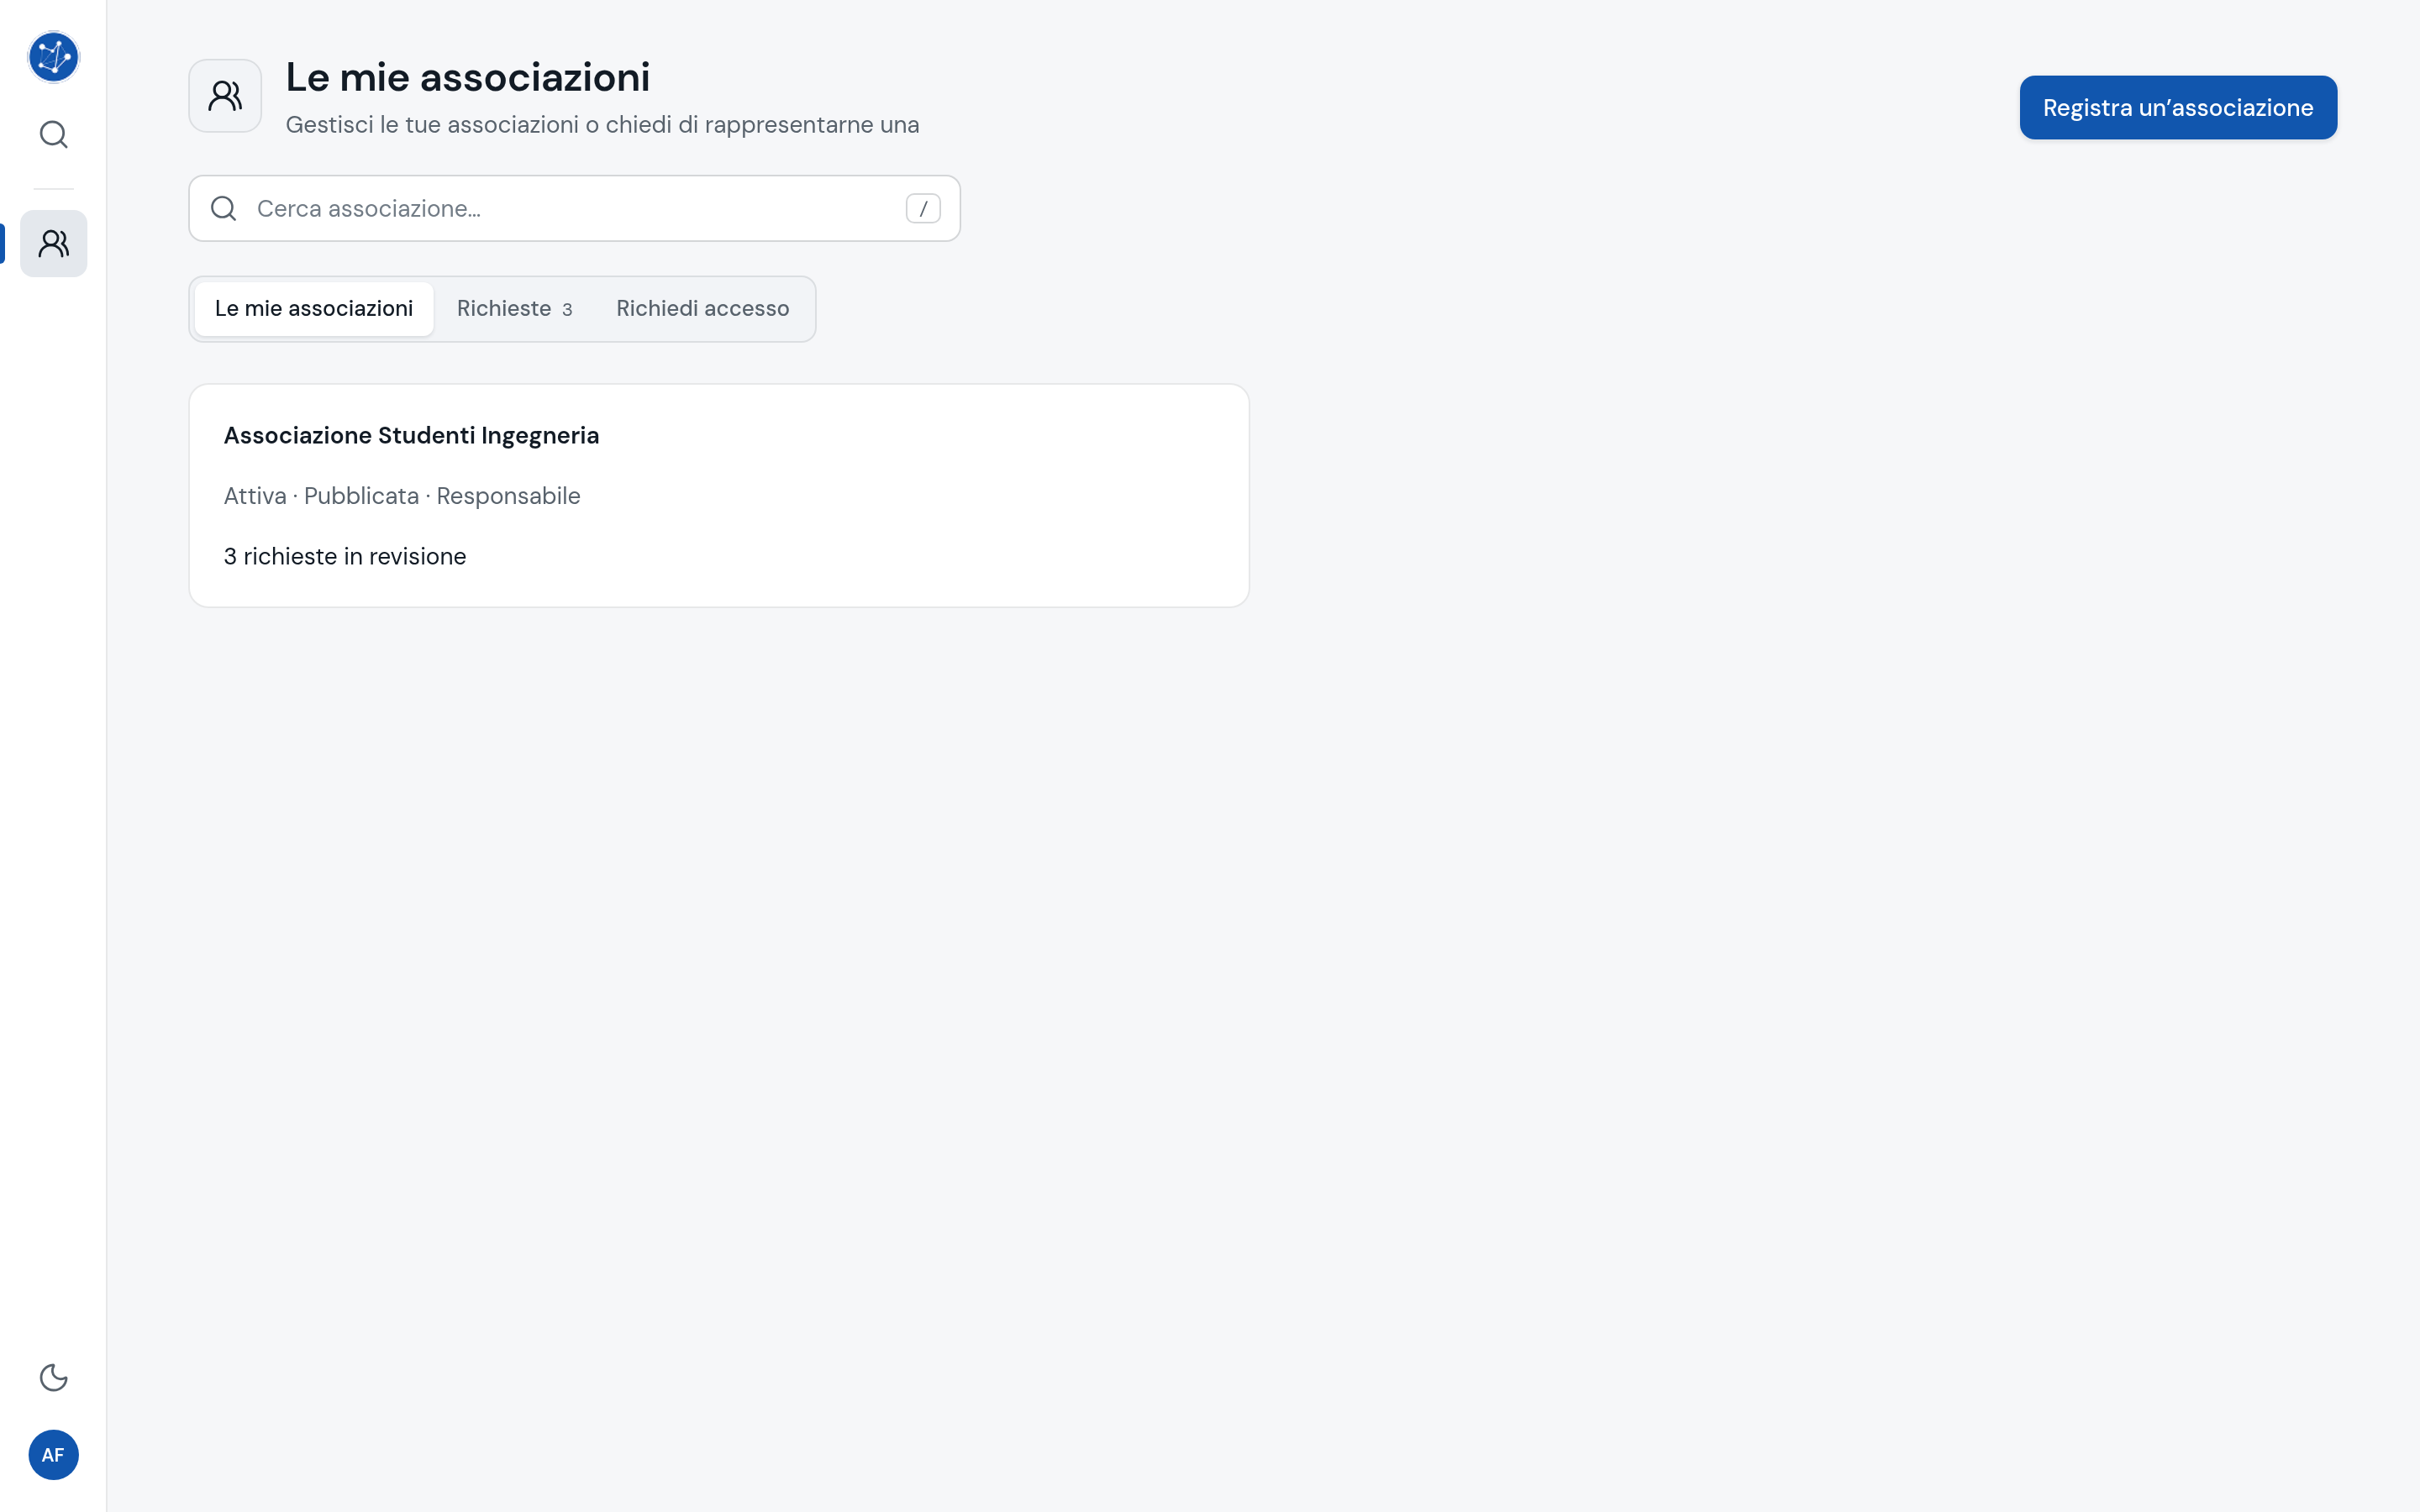 Le mie associazioni
Gestisci le tue associazioni o chiedi di rappresentarne una
Registra un’associazione
Cerca associazione...
/
Le mie associazioni
Richieste 3
Richiedi accesso
Associazione Studenti Ingegneria
Attiva · Pubblicata · Responsabile
3 richieste in revisione
AF